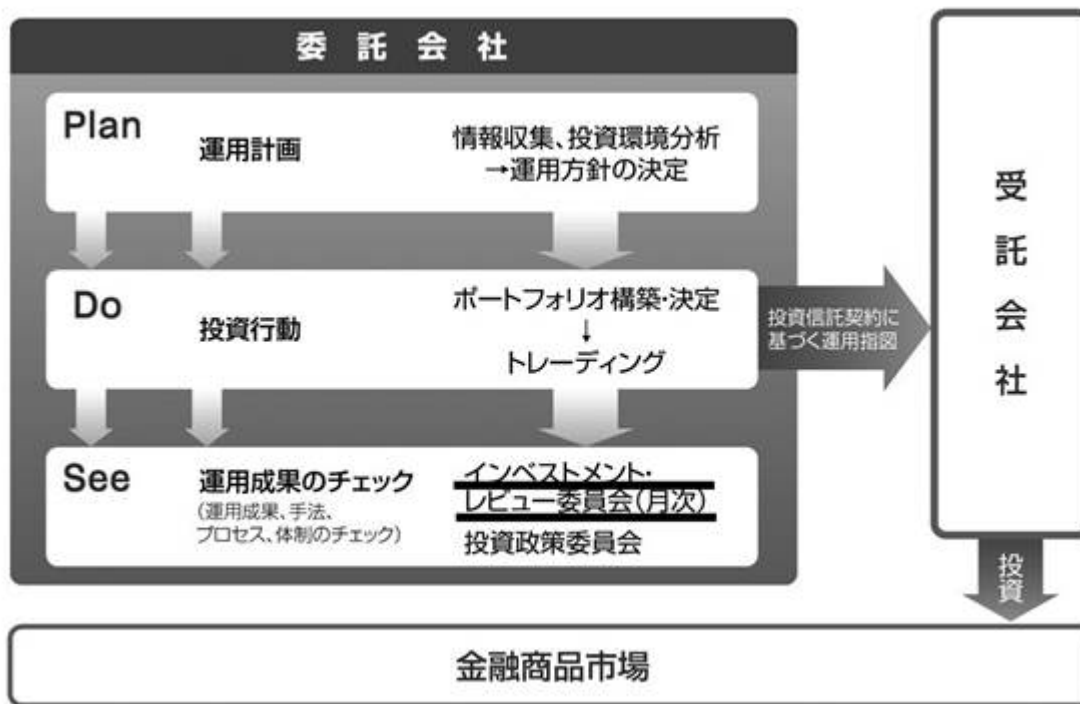 委託会社
Plan
運用計画
情報収集、投資環境分析
→運用方針の決定
Do
投資行動
ポートフォリオ構築・決定
↓
トレーディング
投資信託契約に
基づく運用指図
See
運用成果のチェック
(運用成果、手法、
プロセス、体制のチェック)
インベストメント・
レビュー委員会(月次)
投資政策委員会
受託会社
投資
金融商品市場